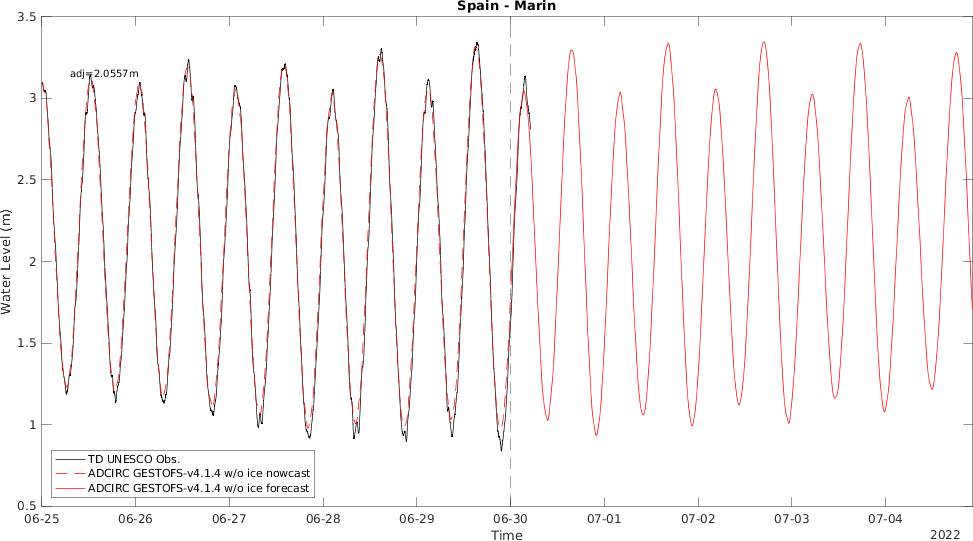 Spain - Marin
3.5
adj=2.0557m
3
2.5
2
1.5
1
0.5
Water Level (m)
TD UNESCO Obs.
ADCIRC GESTOFS-v4.1.4 w/o ice nowcast
ADCIRC GESTOFS-v4.1.4 w/o ice forecast
06-25 06-26 06-27 06-28 06-29 06-30 07-01 07-02 07-03 07-04
Time
2022